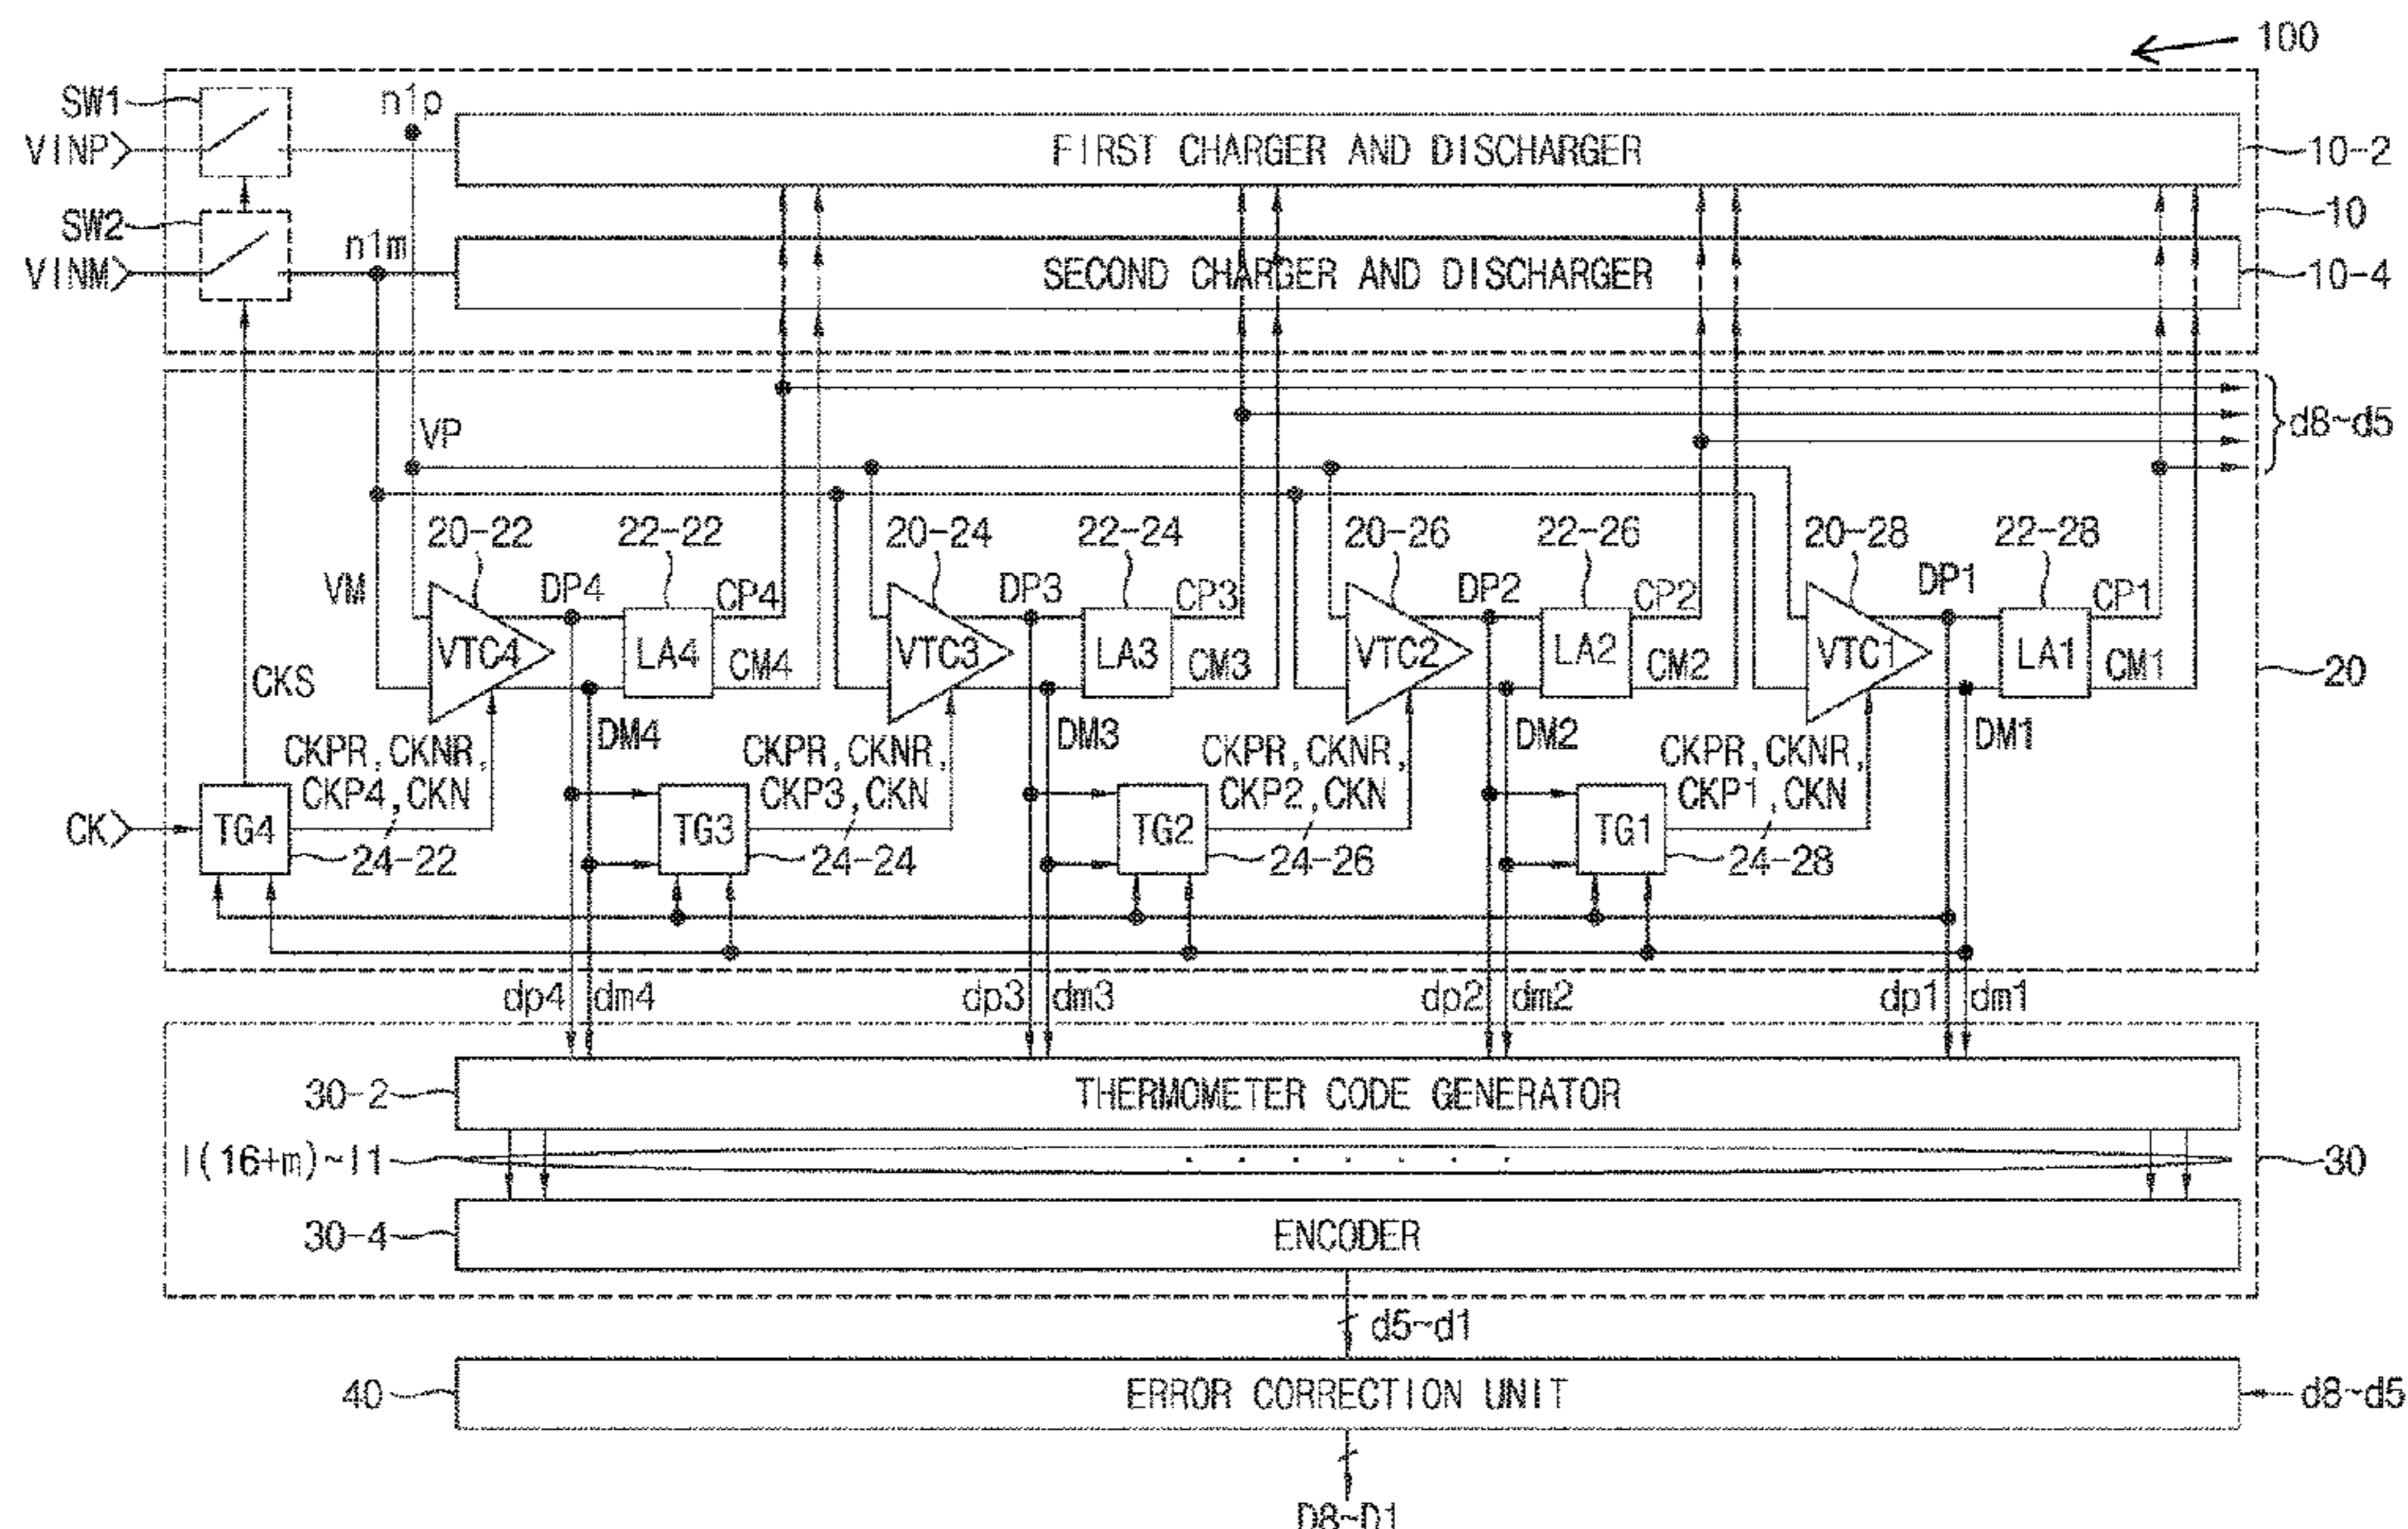 100
SW1
n1p
VINP
FIRST CHARGER AND DISCHARGER
10-2
10
SW2
n1m
VINM
SECOND CHARGER AND DISCHARGER
10-4
d8~d5
VP
20-22
22-22
20-24
22-24
20-26
22-26
20-28
22-28
VM
DP4
CP4
DP3
CP3
DP2
CP2
DP1
CP1
VTC4
LA4
VTC3
LA3
VTC2
LA2
VTC1
LA1
CKS
CM4
CM3
CM2
CM1
20
DM4
DM3
DM2
DM1
CKPR,CKNR,
CKP4,CKN
CKPR,CKNR,
CKP3,CKN
CKPR,CKNR,
CKP2,CKN
CKPR,CKNR,
CKP1,CKN
CK
TG4
24-22
TG3
24-24
TG2
24-26
TG1
24-28
dp4
dm4
dp3
dm3
dp2
dm2
dp1
dm1
30-2
THERMOMETER CODE GENERATOR
I(16+m)~I1
30
30-4
ENCODER
d5~d1
40
ERROR CORRECTION UNIT
d8~d5
D8~D1